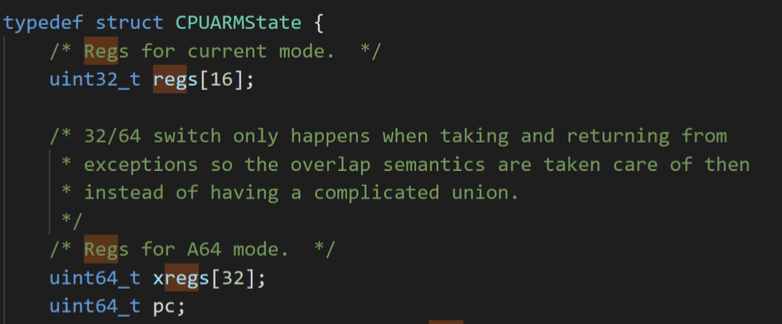 typedef struct CPUARMState {
/* Regs for current mode.  */
uint32_t regs[16];
/* 32/64 switch only happens when taking and returning from
* exceptions so the overlap semantics are taken care of then
* instead of having a complicated union.
*/
/* Regs for A64 mode.  */
uint64_t xregs[32];
uint64_t pc;